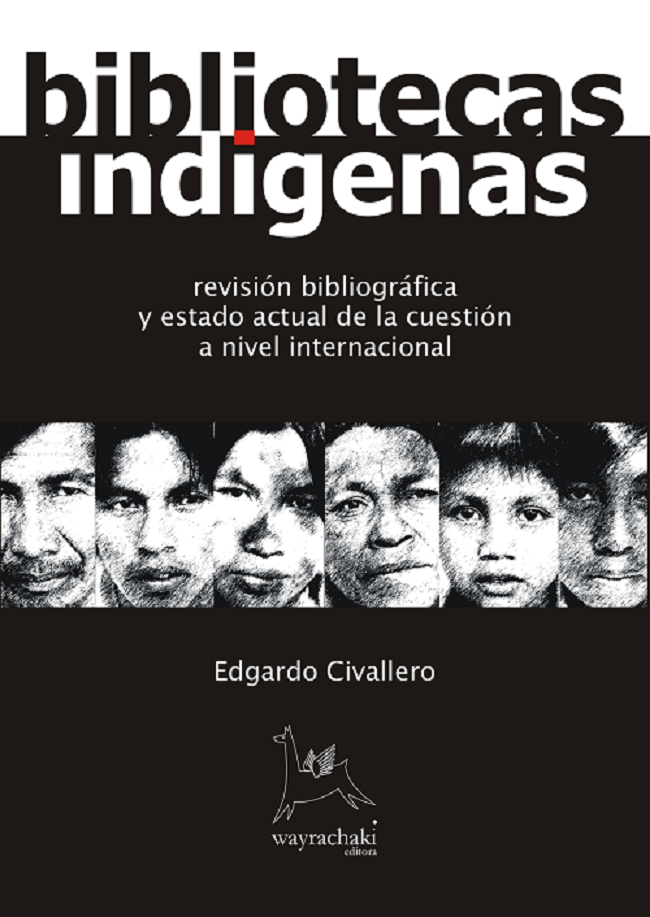 bibliotecas
indigenas
revisión bibliográfica
y estado actual de la cuestión
a nivel internacional
Edgardo Civallero
wayrachaki
editora